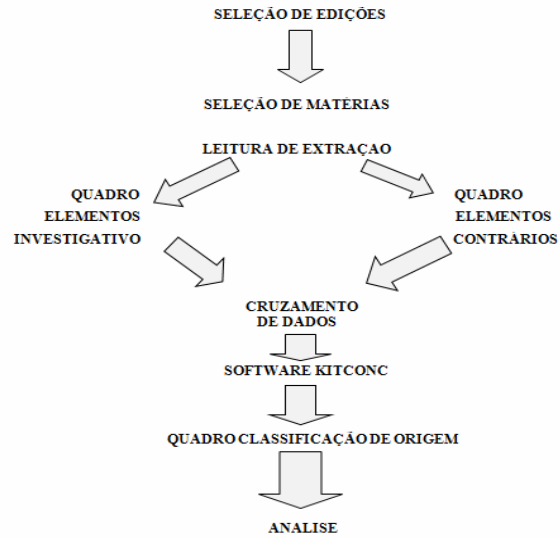 SELEÇÃO DE EDIÇÕES
SELEÇÃO DE MATÉRIAS
LEITURA DE EXTRAÇAO
QUADRO
ELEMENTOS
INVESTIGATIVO
QUADRO
ELEMENTOS
CONTRÁRIOS
CRUZAMENTO
DE DADOS
SOFTWARE KITCONC
QUADRO CLASSIFICAÇÃO DE ORIGEM
ANALISE